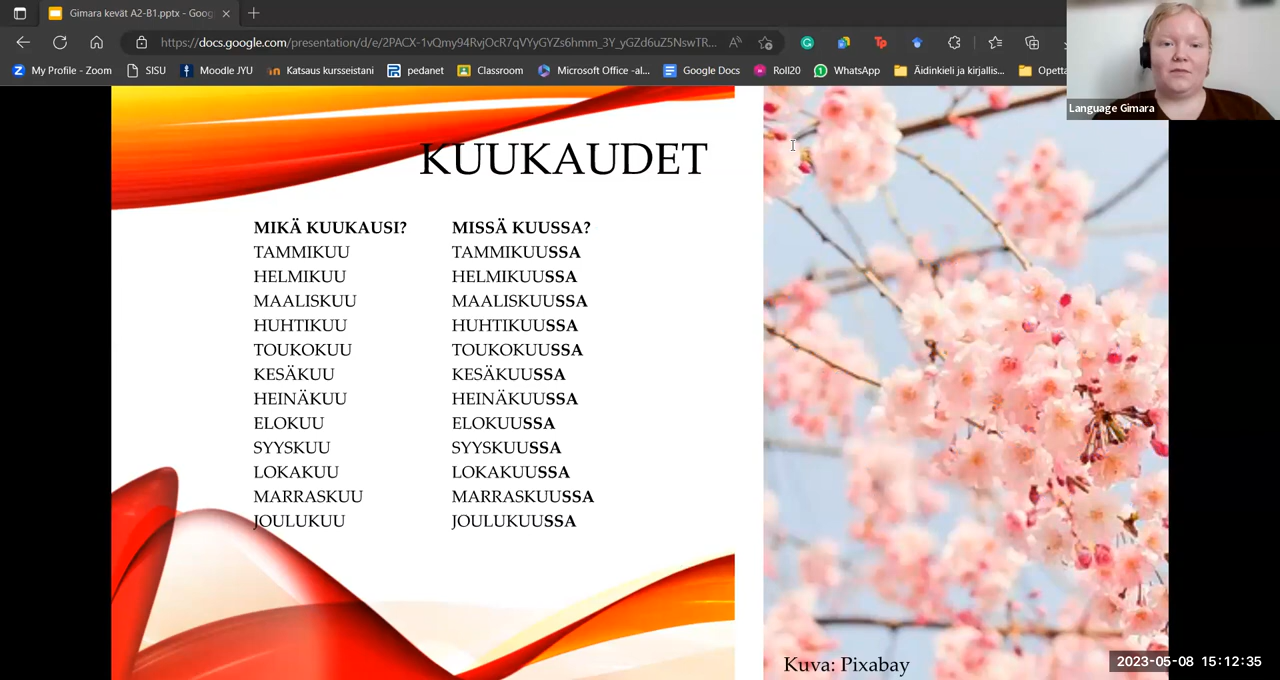 Gimara kevät A2-B1.pptx - Goog
https://docs.google.com/presentation/d/e/2PACX-1vQmy94RvjOcR7qVYyGYZs6hmm_3Y_yGZd6uZ5NswTR...
My Profile - Zoom
SISU
Moodle JYU
Katsaus kursseistani
pedanet
Classroom
Microsoft Office -al...
Google Docs
Roll20
WhatsApp
Äidinkieli ja kirjallis...
Opetta
Language Gimara
KUUKAUDET
MIKÄ KUUKAUSI? MISSÄ KUUSSA?
TAMMIKUU TAMMIKUUSSA
HELMIKUU HELMIKUUSSA
MAALISKUU MAALISKUUSSA
HUHTIKUU HUHTIKUUSSA
TOUKOKUU TOUKOKUUSSA
KESÄKUU KESÄKUUSSA
HEINÄKUU HEINÄKUUSSA
ELOKUU ELOKUUSSA
SYYSKUU SYYSKUUSSA
LOKAKUU LOKAKUUSSA
MARRASKUU MARRASKUUSSA
JOULUKUU JOULUKUUSSA
Kuva: Pixabay
2023-05-08 15:12:35